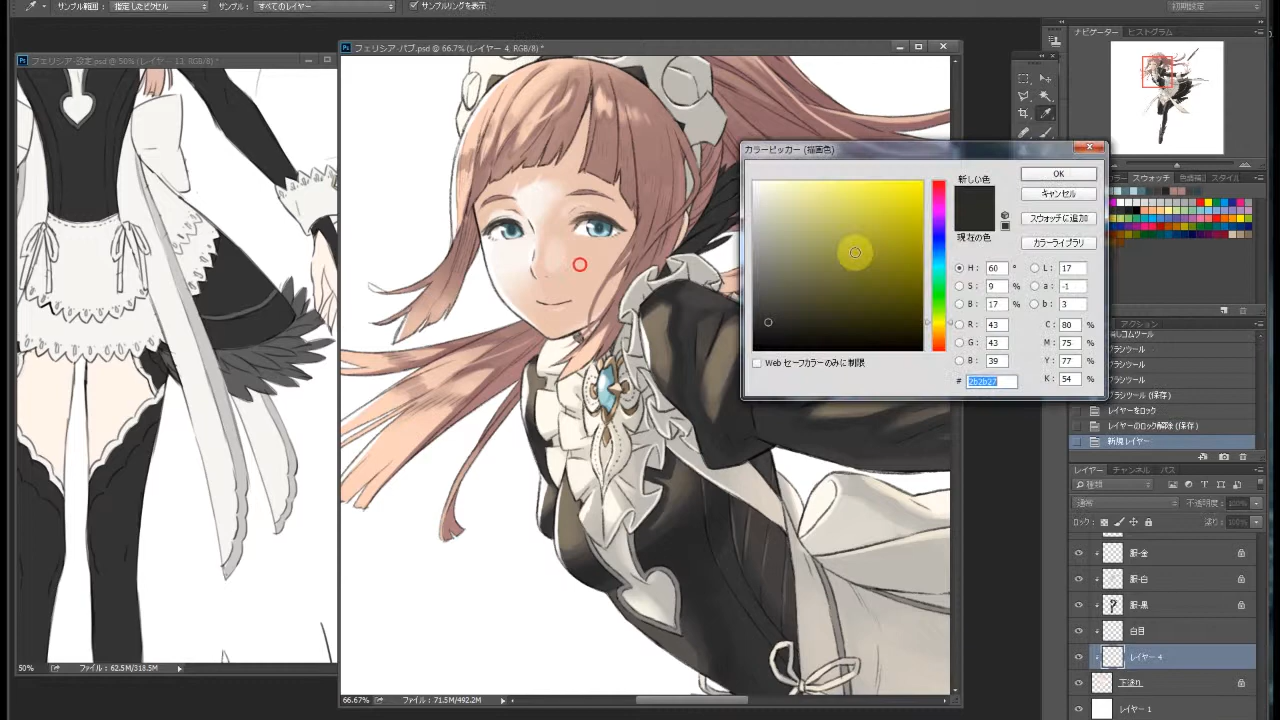 サンプル範囲: 指定したピクセル サンプル: すべてのレイヤー サンプルリングを表示 初期設定
フェリシア-設定.psd @ 50% (レイヤー 13, RGB/8) *
フェリシア-パブ.psd @ 66.7% (レイヤー 4, RGB/8) *
ナビゲーター ヒストグラム
カラーピッカー (描画色)
新しい色
現在の色
OK
キャンセル
スウォッチに追加
カラーライブラリ
H: 60 °
S: 9 %
B: 17 %
R: 43
G: 43
B: 39
L: 17
a: -1
b: 3
C: 80 %
M: 75 %
Y: 77 %
K: 54 %
# 2b2b27
Web セーフカラーのみに制限
スウォッチ
スタイル
アクション
ブラシツール
ブラシツール
ブラシツール
ブラシツール (保存)
レイヤーをロック
レイヤーのロック解除 (保存)
新規レイヤー
レイヤー チャンネル パス
種類
通常 不透明度: 100%
ロック: 塗り: 100%
服-金
服-白
服-黒
白目
レイヤー 4
下塗り
レイヤー 1
50% ファイル : 62.5M/318.5M
66.67% ファイル : 71.5M/492.2M